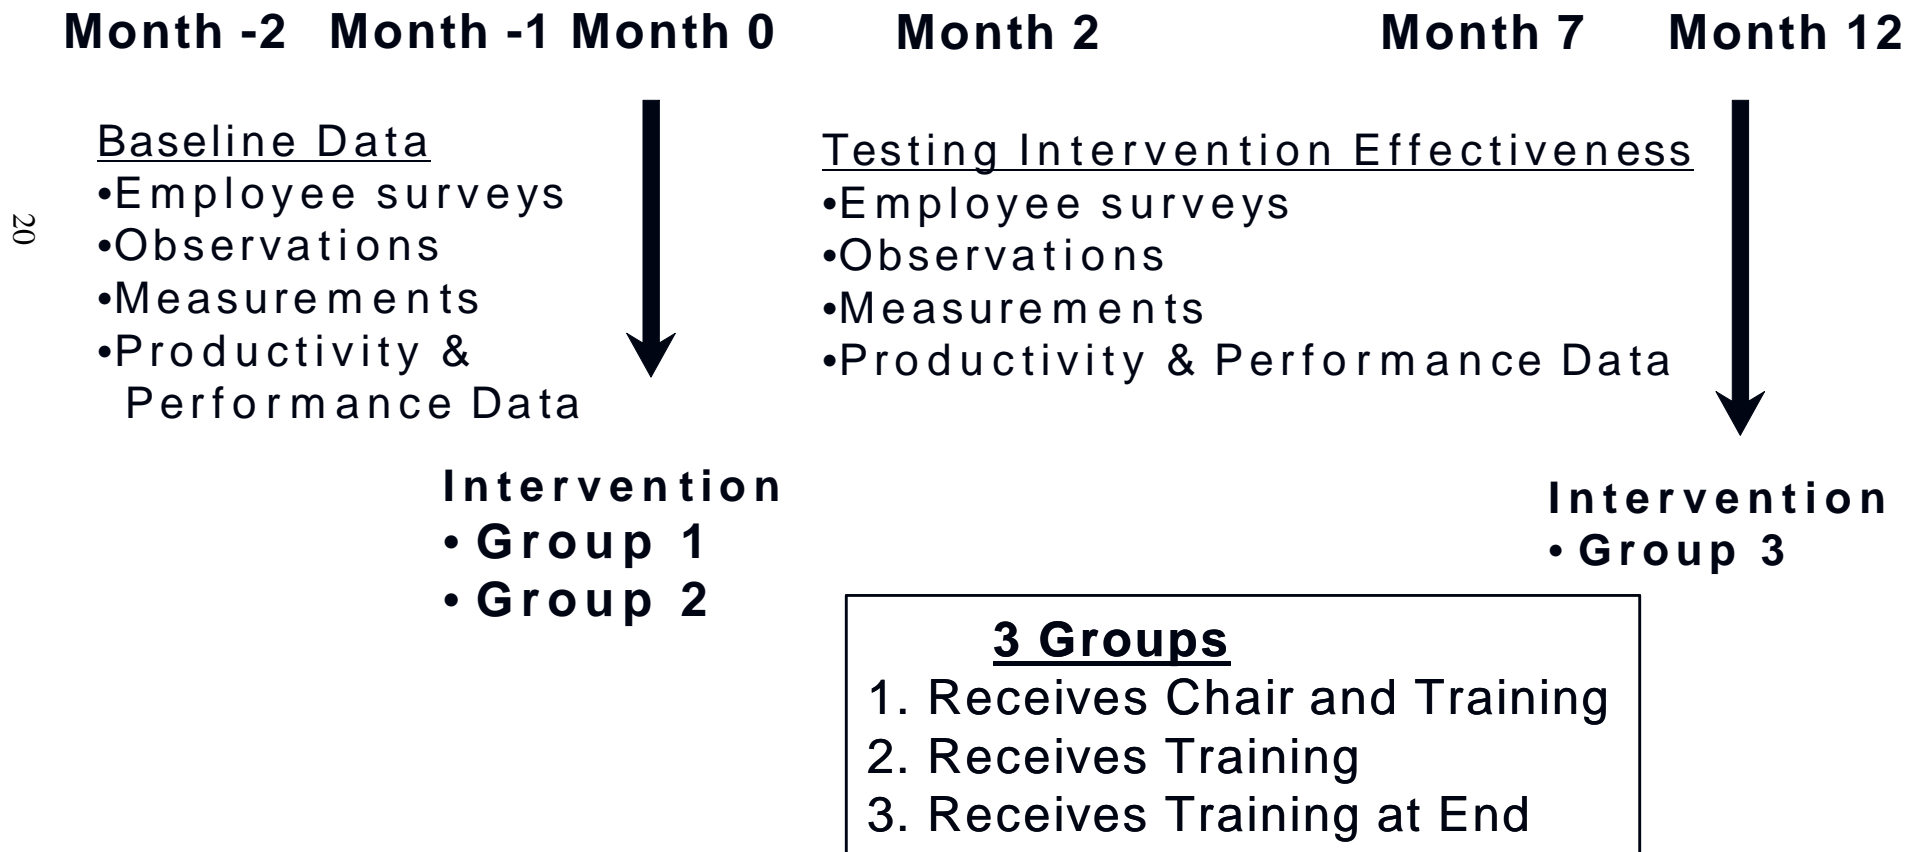 Month -2 Month -1 Month 0 Month 2 Month 7 Month 12
Baseline Data
•Employee surveys
•Observations
•Measurements
•Productivity &
Performance Data
Testing Intervention Effectiveness
•Employee surveys
•Observations
•Measurements
•Productivity & Performance Data
20
Intervention
• Group 1
• Group 2
Intervention
• Group 3
3 Groups
1. Receives Chair and Training
2. Receives Training
3. Receives Training at End